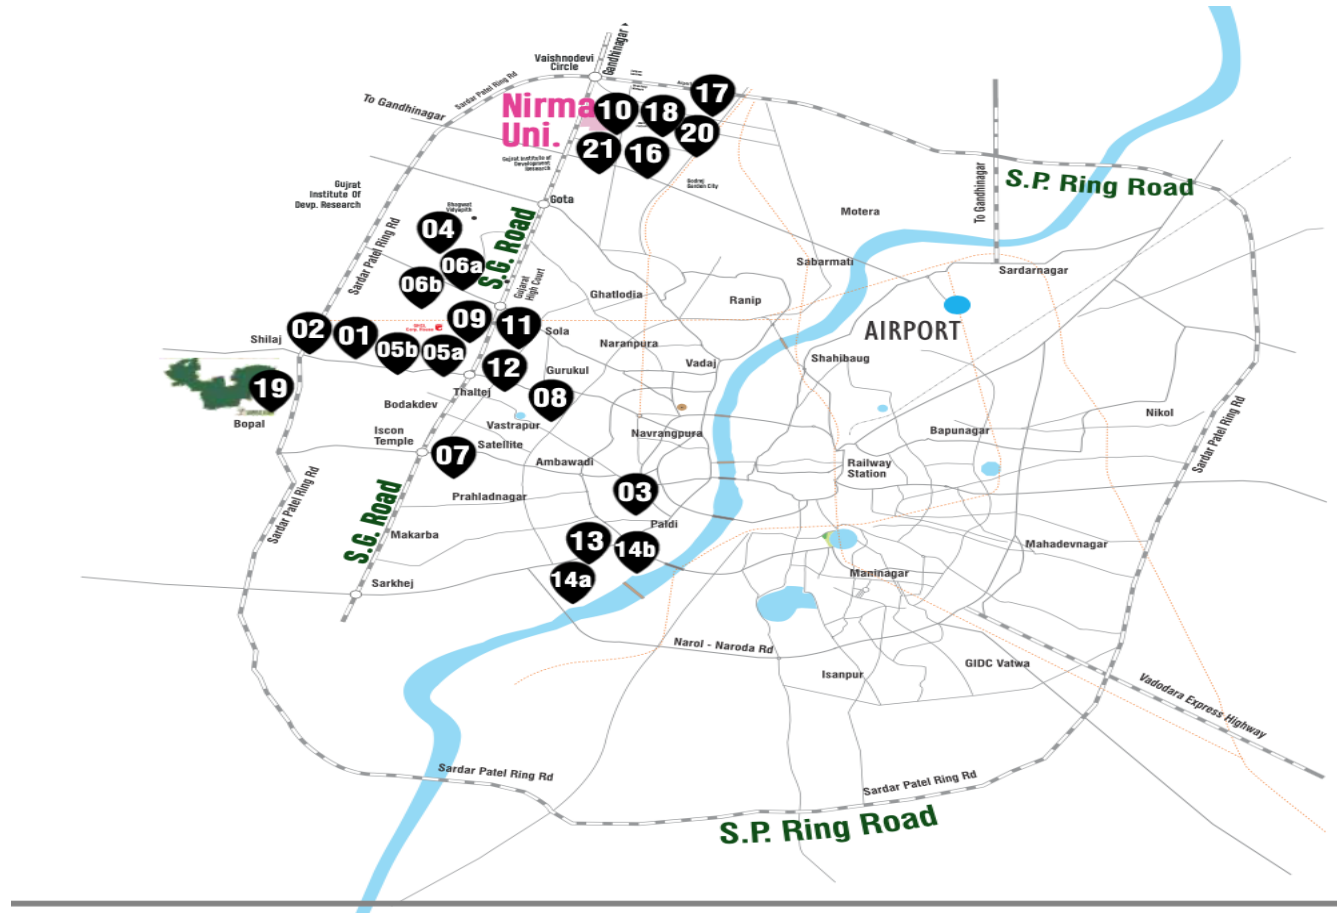 Gandhinagar
Vaishnodevi
Circle
Sardar Patel Ring Rd
To Gandhinagar
Nirma
Uni.
10
18
17
20
21
16
Gujrat Institute of
Development
Research
Godrej
Garden City
Gujrat
Institute Of
Devp. Research
Bhagwat
Vidyapith
Gota
S.P. Ring Road
To Gandhinagar
Motera
04
S.G. Road
Sardar Patel Ring Rd
06a
06b
Gujarat
High Court
Sabarmati
Sardarnagar
Ghatlodia
Ranip
AIRPORT
02
01
09
11
Sola
Shilaj
05b
05a
Naranpura
Vadaj
Shahibaug
12
Gurukul
Thaltej
19
Bopal
08
Bodakdev
Vastrapur
Iscon
Temple
Satellite
Navrangpura
Bapunagar
Nikol
Sardar Patel Ring Rd
07
Ambawadi
Railway
Station
Prahladnagar
03
Sardar Patel Ring Rd
S.G. Road
Makarba
Paldi
13
14b
14a
Mahadevnagar
Maninagar
Sarkhej
Narol - Naroda Rd
Isanpur
GIDC Vatwa
Vadodara Express Highway
Sardar Patel Ring Rd
Sardar Patel Ring Rd
S.P. Ring Road